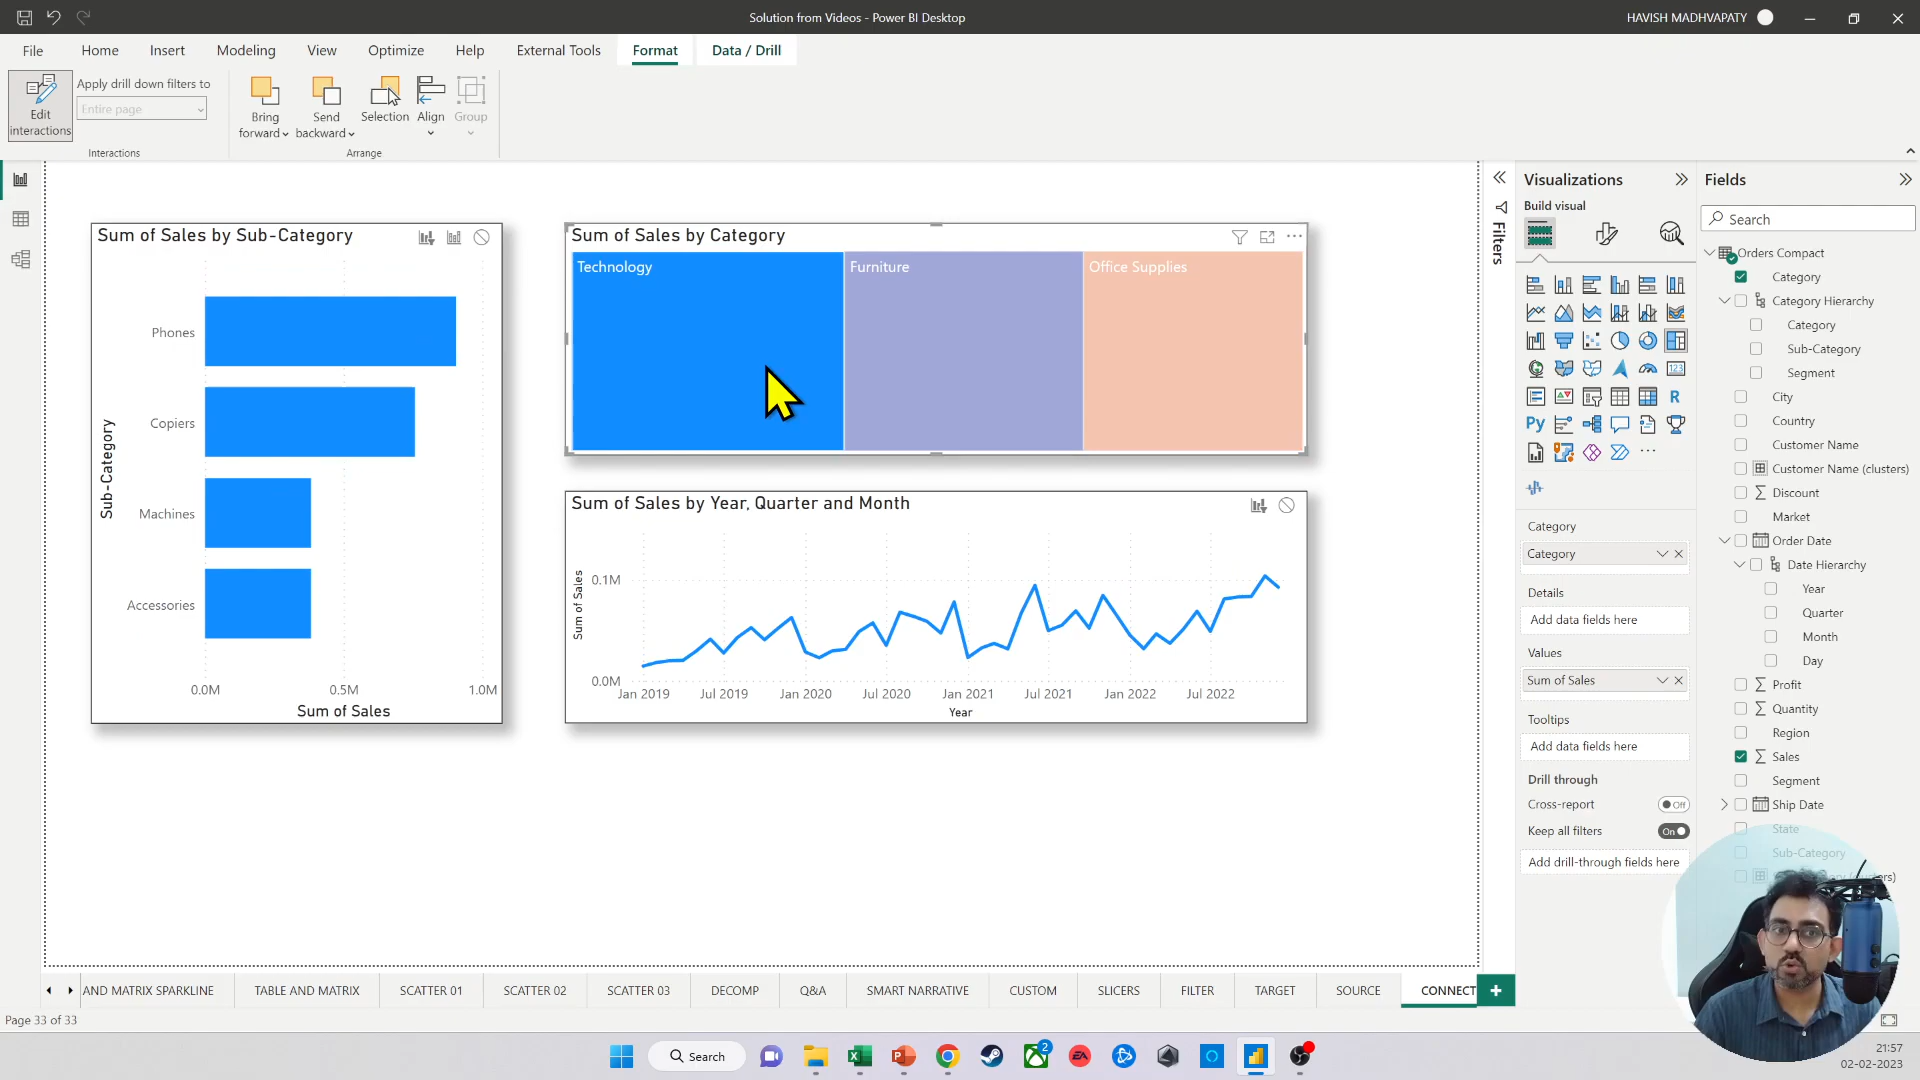 Solution from Videos - Power BI Desktop
HAVISH MADHVAPATY
File
Home
Insert
Modeling
View
Optimize
Help
External Tools
Format
Data / Drill
Edit interactions
Apply drill down filters to
Entire page
Bring forward
Send backward
Selection
Align
Group
Interactions
Arrange
Sum of Sales by Sub-Category
Sub-Category
Phones
Copiers
Machines
Accessories
0.0M
0.5M
1.0M
Sum of Sales
Sum of Sales by Category
Technology
Furniture
Office Supplies
Sum of Sales by Year, Quarter and Month
Sum of Sales
0.1M
0.0M
Jan 2019
Jul 2019
Jan 2020
Jul 2020
Jan 2021
Jul 2021
Jan 2022
Jul 2022
Year
Filters
Visualizations
Build visual
123
R
Py
Category
Category
Details
Add data fields here
Values
Sum of Sales
Tooltips
Add data fields here
Drill through
Cross-report
Off
Keep all filters
On
Add drill-through fields here
Fields
Search
Orders Compact
Category
Category Hierarchy
Category
Sub-Category
Segment
City
Country
Customer Name
Customer Name (clusters)
Discount
Market
Order Date
Date Hierarchy
Year
Quarter
Month
Day
Profit
Quantity
Region
Sales
Segment
Ship Date
State
Sub-Category
AND MATRIX SPARKLINE
TABLE AND MATRIX
SCATTER 01
SCATTER 02
SCATTER 03
DECOMP
Q&A
SMART NARRATIVE
CUSTOM
SLICERS
FILTER
TARGET
SOURCE
CONNECT
Page 33 of 33
Search
2
EA
21:57
02-02-2023